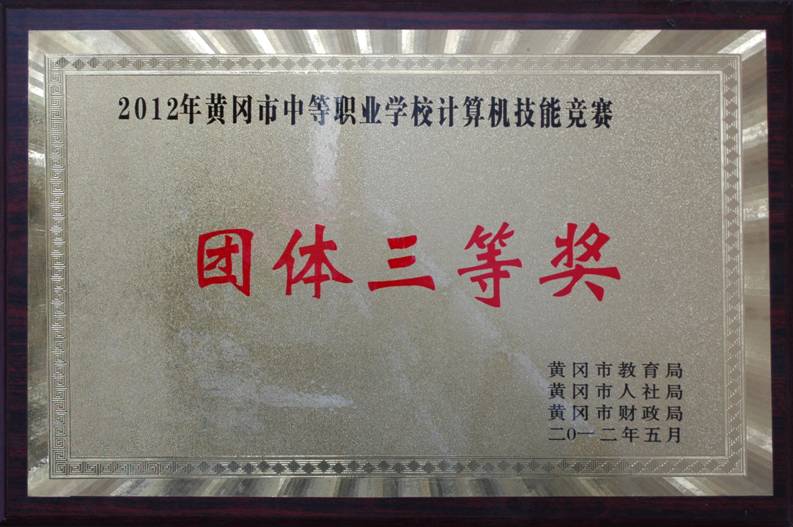 2012年黄冈市中等职业学校计算机技能竞赛
团体三等奖
黄冈市教育局
黄冈市人社局
黄冈市财政局
二〇一二年五月